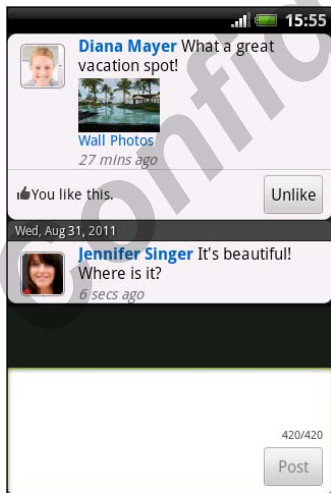 15:55
Diana Mayer What a great
vacation spot!
Wall Photos
27 mins ago
You like this.
Unlike
Wed, Aug 31, 2011
Jennifer Singer It's beautiful!
Where is it?
6 secs ago
420/420
Post
Confid